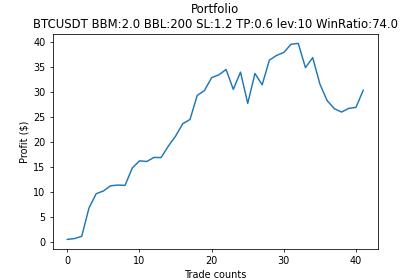 Portfolio
BTCUSDT BBM:2.0 BBL:200 SL:1.2 TP:0.6 lev:10 WinRatio:74.0
40
35
30
25
20
15
10
5
0
Profit ($)
0 10 20 30 40
Trade counts